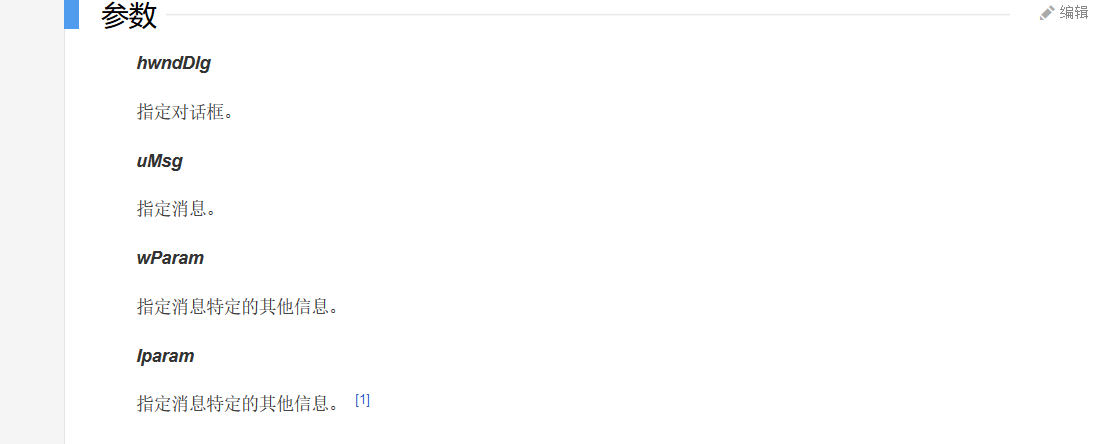 参数
编辑
hwndDlg
指定对话框。
uMsg
指定消息。
wParam
指定消息特定的其他信息。
lparam
指定消息特定的其他信息。 [1]